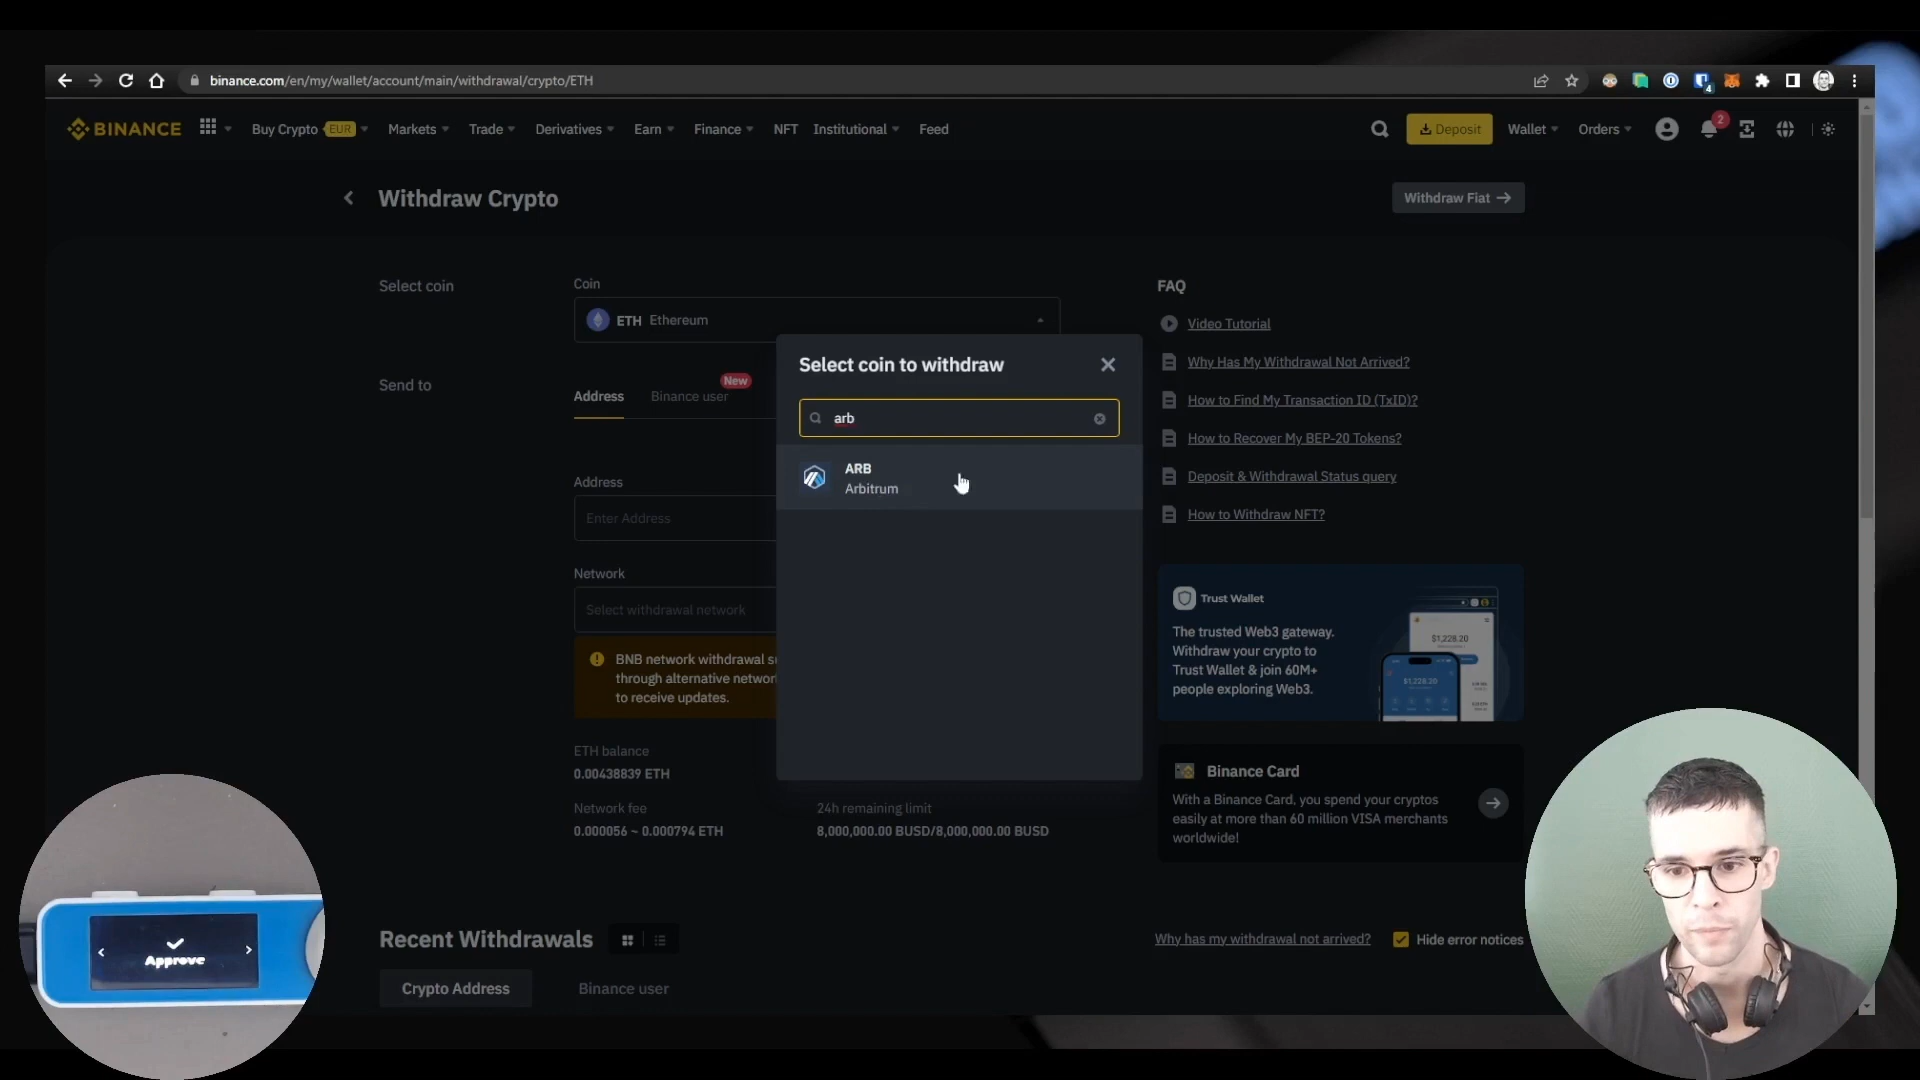 binance.com/en/my/wallet/account/main/withdrawal/crypto/ETH
4
BINANCE
Buy Crypto EUR
Markets
Trade
Derivatives
Earn
Finance
NFT
Institutional
Feed
Deposit
Wallet
Orders
2
Withdraw Crypto
Withdraw Fiat
Select coin
Coin
ETH Ethereum
Send to
Address
Binance user
New
Address
Enter Address
Network
Select withdrawal network
BNB network withdrawal
through alternative
to receive updates.
ETH balance
0.00438839 ETH
Network fee
0.000056 ~ 0.000794 ETH
24h remaining limit
8,000,000.00 BUSD/8,000,000.00 BUSD
Select coin to withdraw
arb
ARB
Arbitrum
FAQ
Video Tutorial
Why Has My Withdrawal Not Arrived?
How to Find My Transaction ID (TxID)?
How to Recover My BEP-20 Tokens?
Deposit & Withdrawal Status query
How to Withdraw NFT?
Trust Wallet
The trusted Web3 gateway.
Withdraw your crypto to
Trust Wallet & join 60M+
people exploring Web3.
$1,228.20
$1,228.20
Binance Card
With a Binance Card, you spend your cryptos
easily at more than 60 million VISA merchants
worldwide!
Recent Withdrawals
Why has my withdrawal not arrived?
Hide error notices
Crypto Address
Binance user
Approve